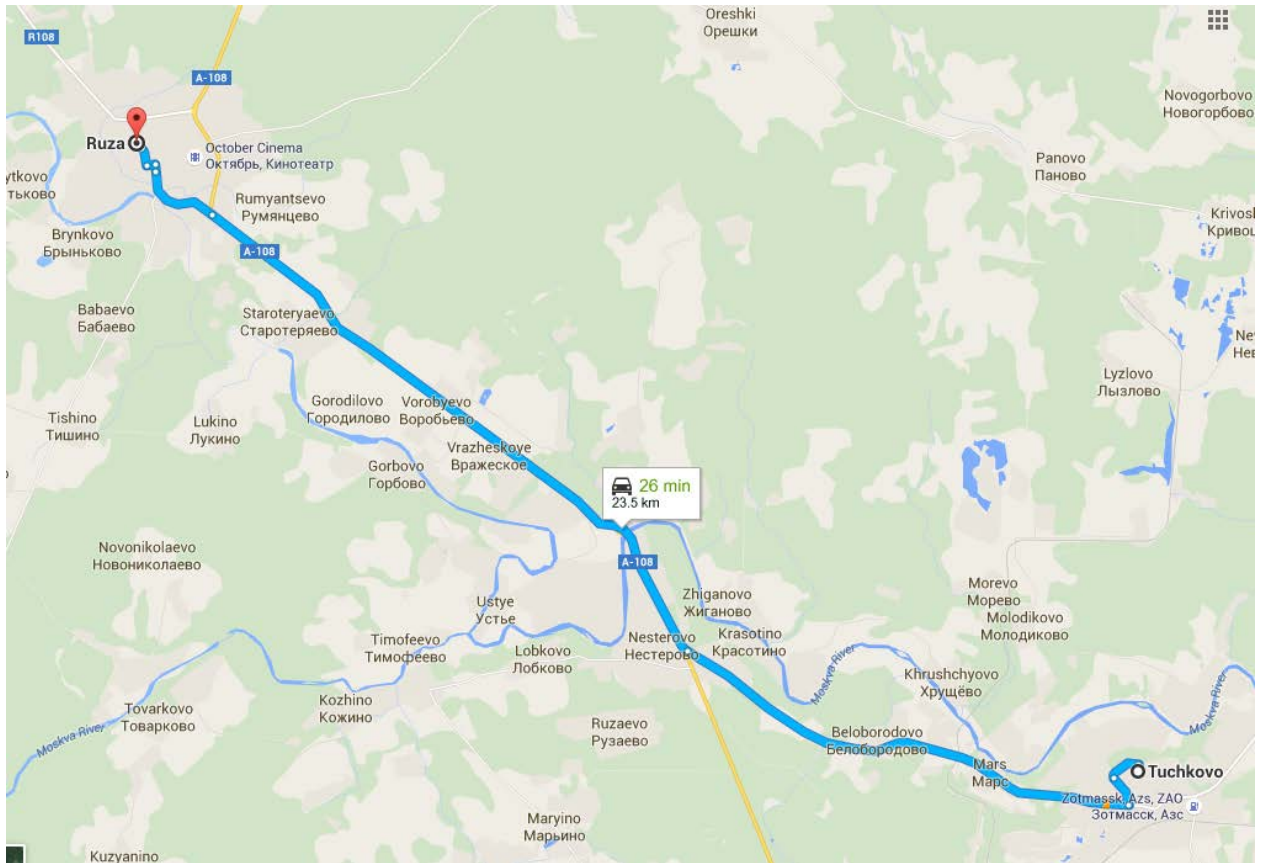 Oreshki
Орешки
R108
A-108
Novogorbovo
Новогорбово
Ruza
October Cinema
Октябрь, Кинотеатр
Panovo
Паново
ytkovo
тьково
Rumyantsevo
Румянцево
Krivosl
Кривоц
Brynkovo
Брыньково
A-108
Babaevo
Бабаево
Staroteryaevo
Старотеряево
Lyzlovo
Лызлово
Gorodilovo
Городилово
Vorobyevo
Воробьево
Tishino
Тишино
Lukino
Лукино
Vrazheskoye
Вражеское
Gorbovo
Горбово
26 min
23.5 km
Novonikolaevo
Новониколаево
A-108
Morevo
Морево
Zhiganovo
Жиганово
Ustye
Устье
Molodikovo
Молодиково
Timofeevo
Тимофеево
Nesterovo
Нестерово
Krasotino
Красотино
Lobkovo
Лобково
Moskva River
Khrushchyovo
Хрущёво
Kozhino
Кожино
Tovarkovo
Товарково
Moskva River
Ruzaevo
Рузаево
Beloborodovo
Белобородово
Moskva River
Mars
Марс
Tuchkovo
Zotmassk, Azs, ZAO
Зотмасск, Азс
Maryino
Марьино
Kuzyanino